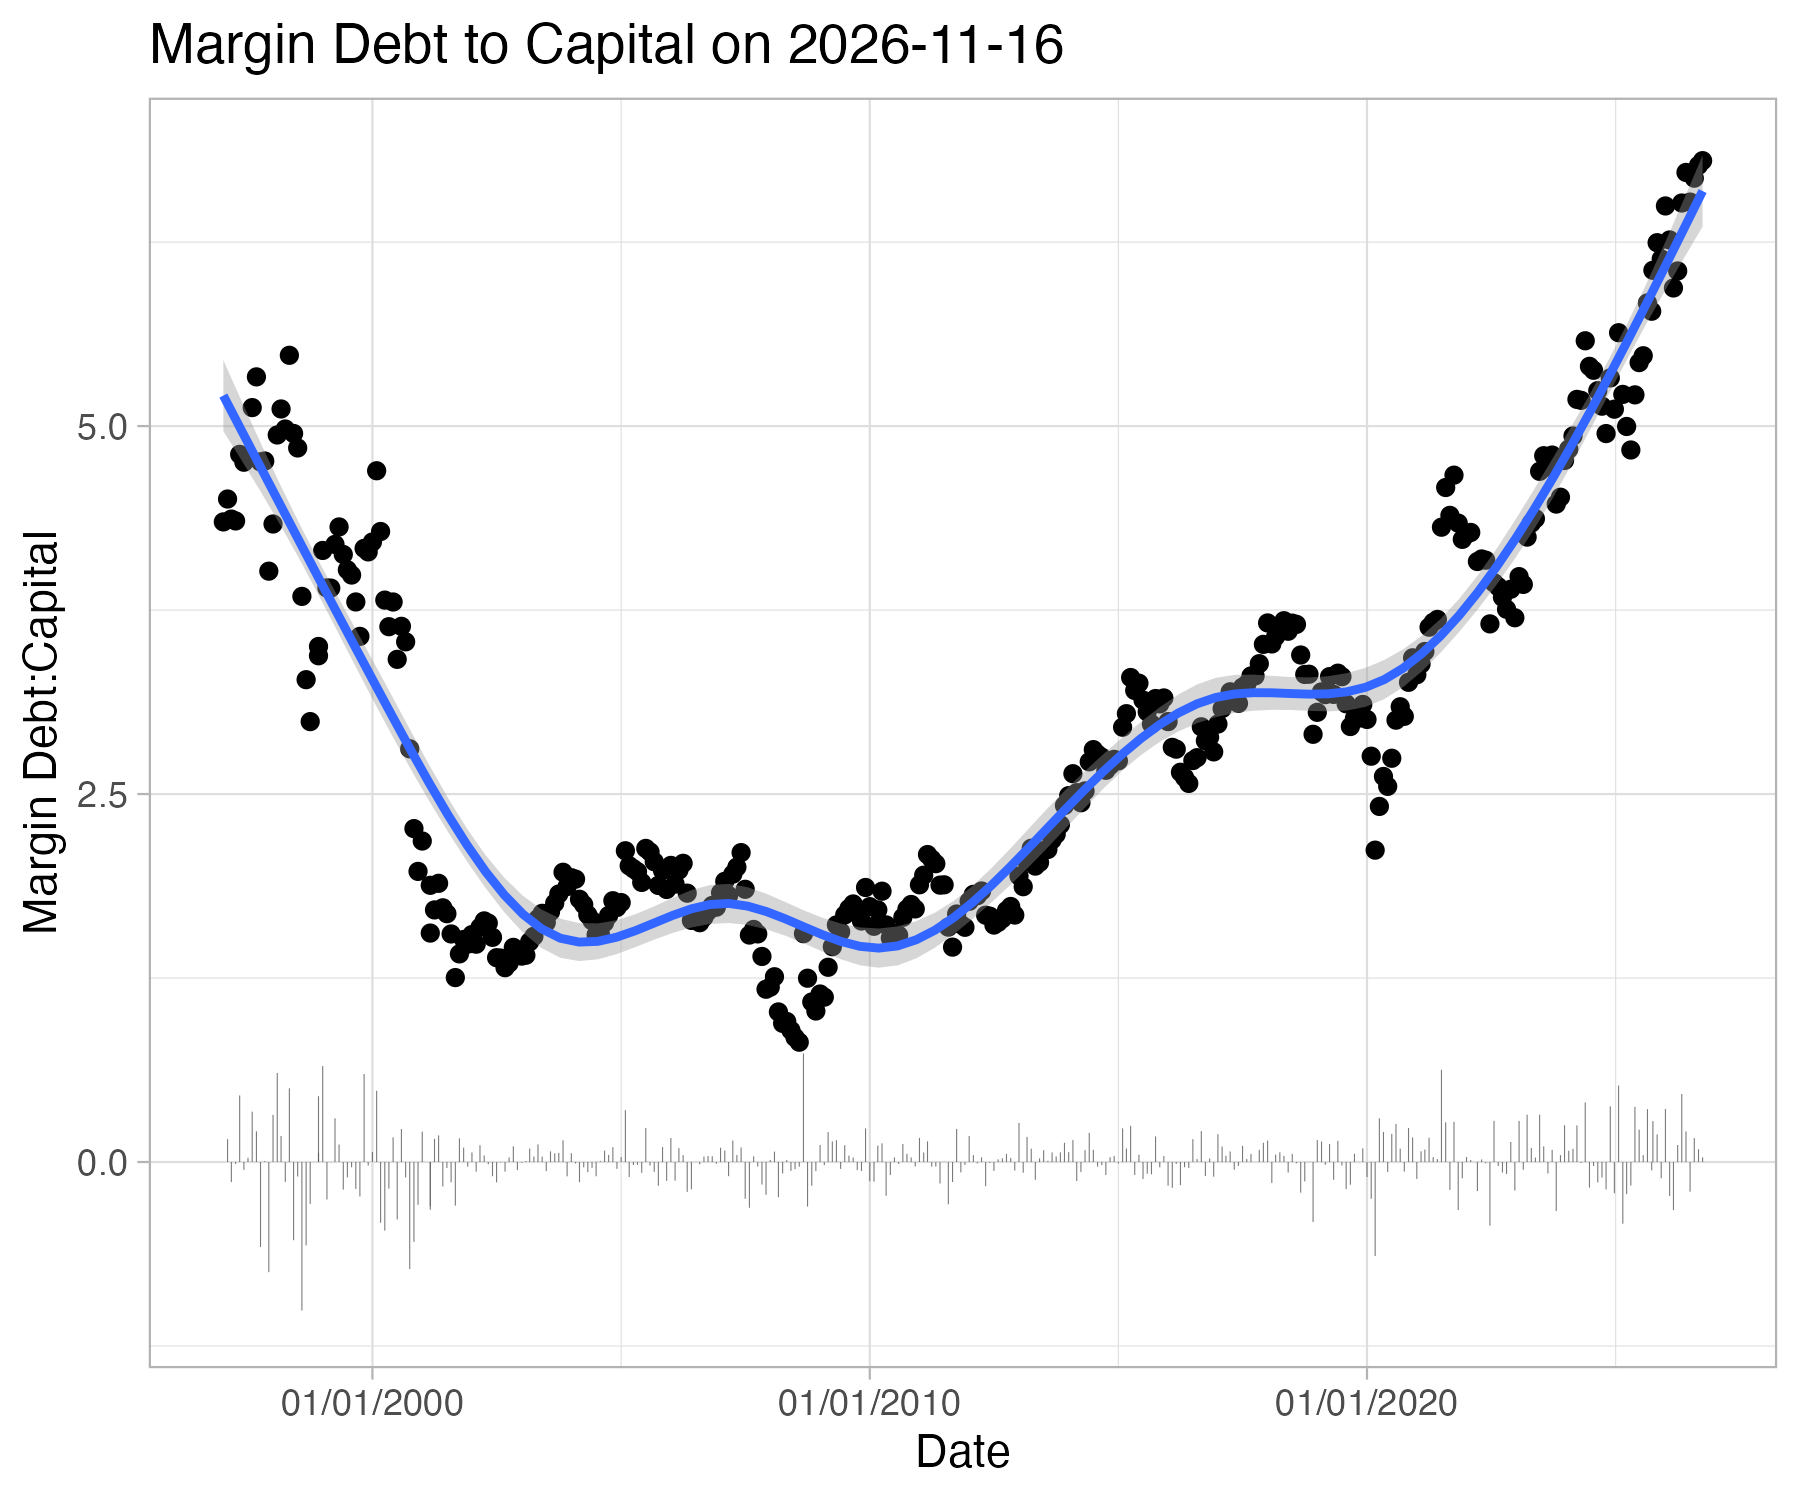 Margin Debt to Capital on 2026-11-16
Margin Debt:Capital
5.0
2.5
0.0
01/01/2000
01/01/2010
01/01/2020
Date